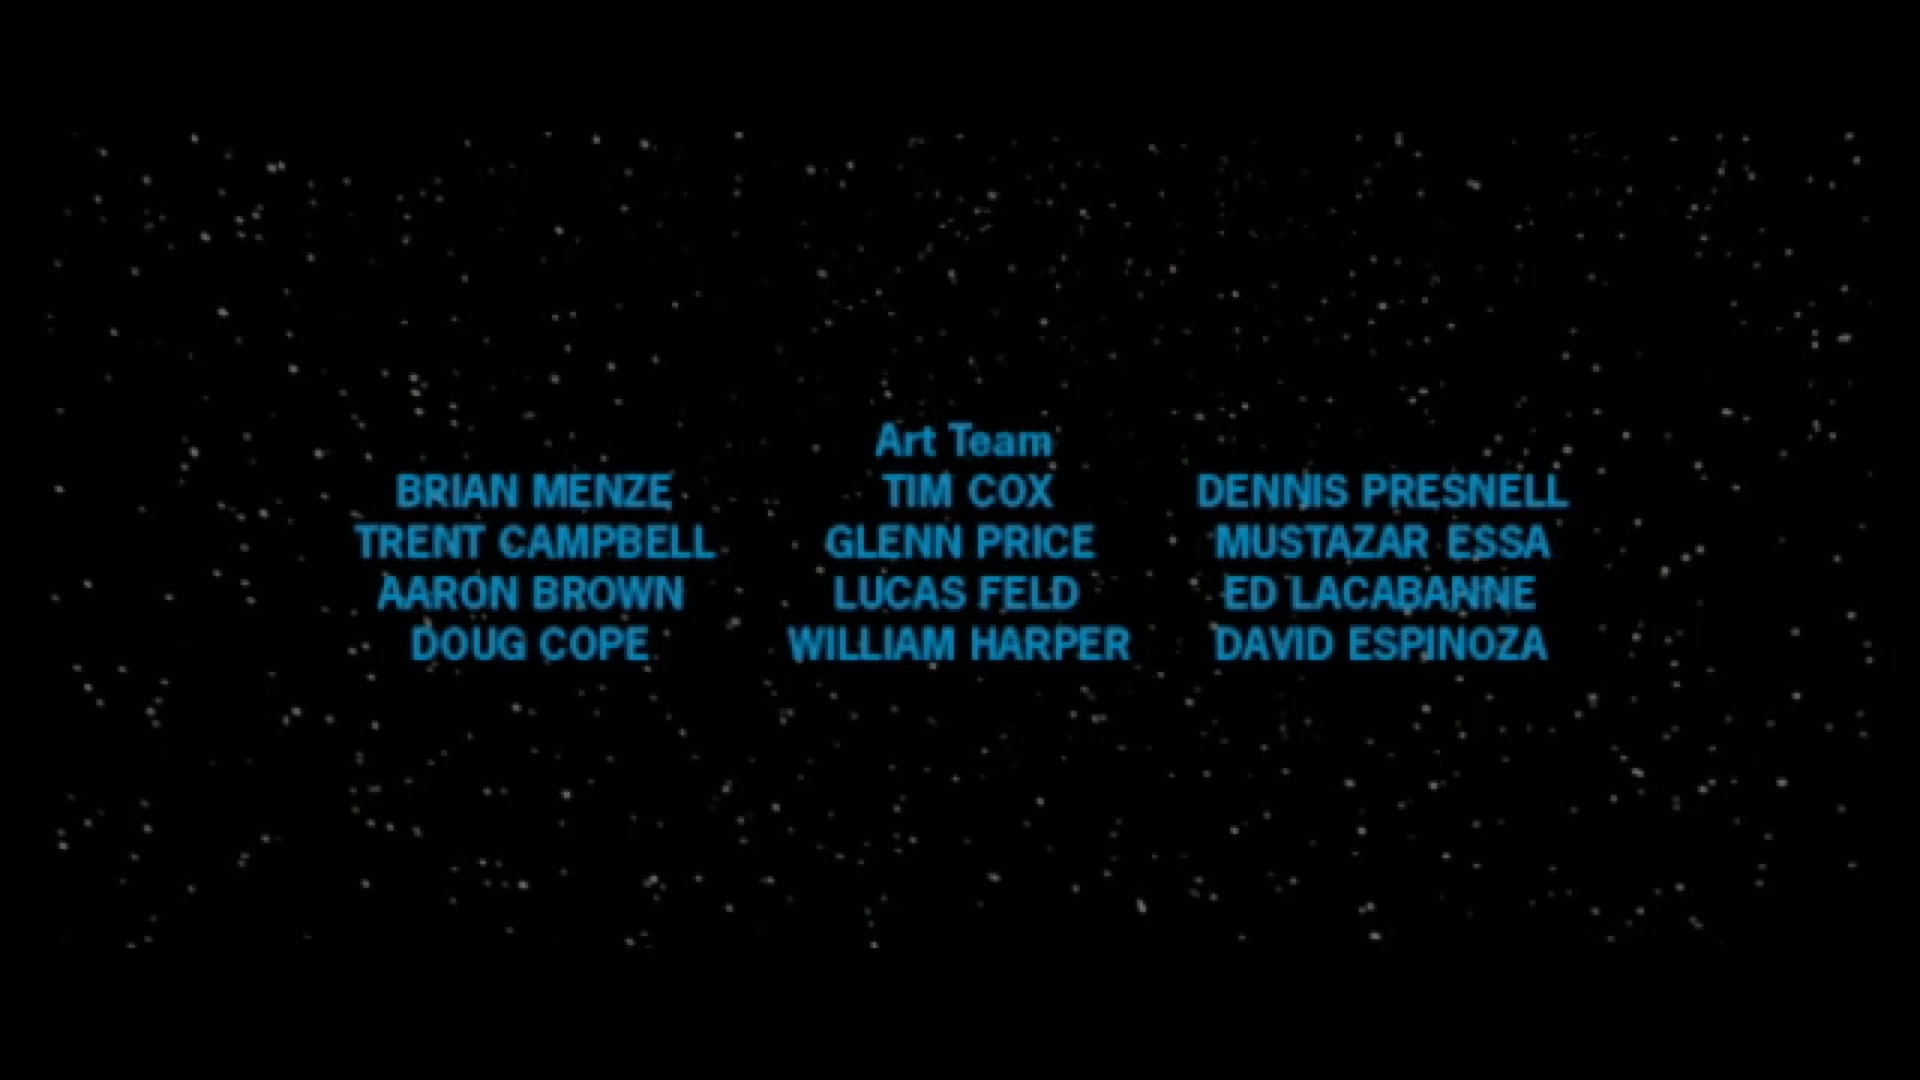 Art Team
BRIAN MENZE TIM COX DENNIS PRESNELL
TRENT CAMPBELL GLENN PRICE MUSTAZAR ESSA
AARON BROWN LUCAS FELD ED LACABANNE
DOUG COPE WILLIAM HARPER DAVID ESPINOZA